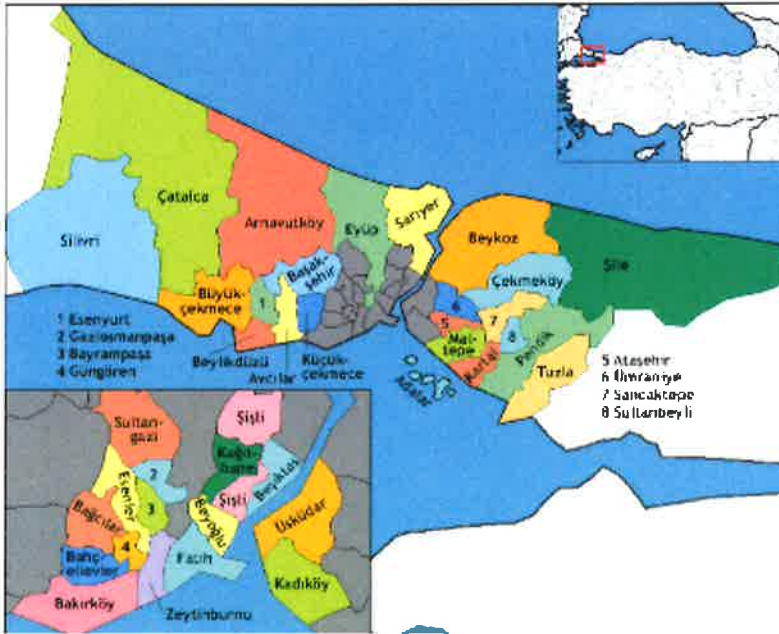 Çatalca
Silivri
Arnavutköy
Eyüp
Sarıyer
Başak-
şehir
Büyük-
çekmece
1
Beylikdüzü
Avcılar
Küçük-
çekmece
1 Esenyurt
2 Gaziosmanpaşa
3 Bayrampaşa
4 Güngören
Beykoz
Şile
Çekmeköy
6
5
7
8
Mal-
tepe
Kartal
Pendik
Tuzla
Adalar
5 Ataşehir
6 Ümraniye
7 Sancaktepe
8 Sultanbeyli
Sultan-
gazi
Şişli
Kağıt-
hane
Beşiktaş
Şişli
2
Esenler
3
Bağcılar
Beyoğlu
Üsküdar
4
Bahç-
elievler
Fatih
Kadıköy
Bakırköy
Zeytinburnu